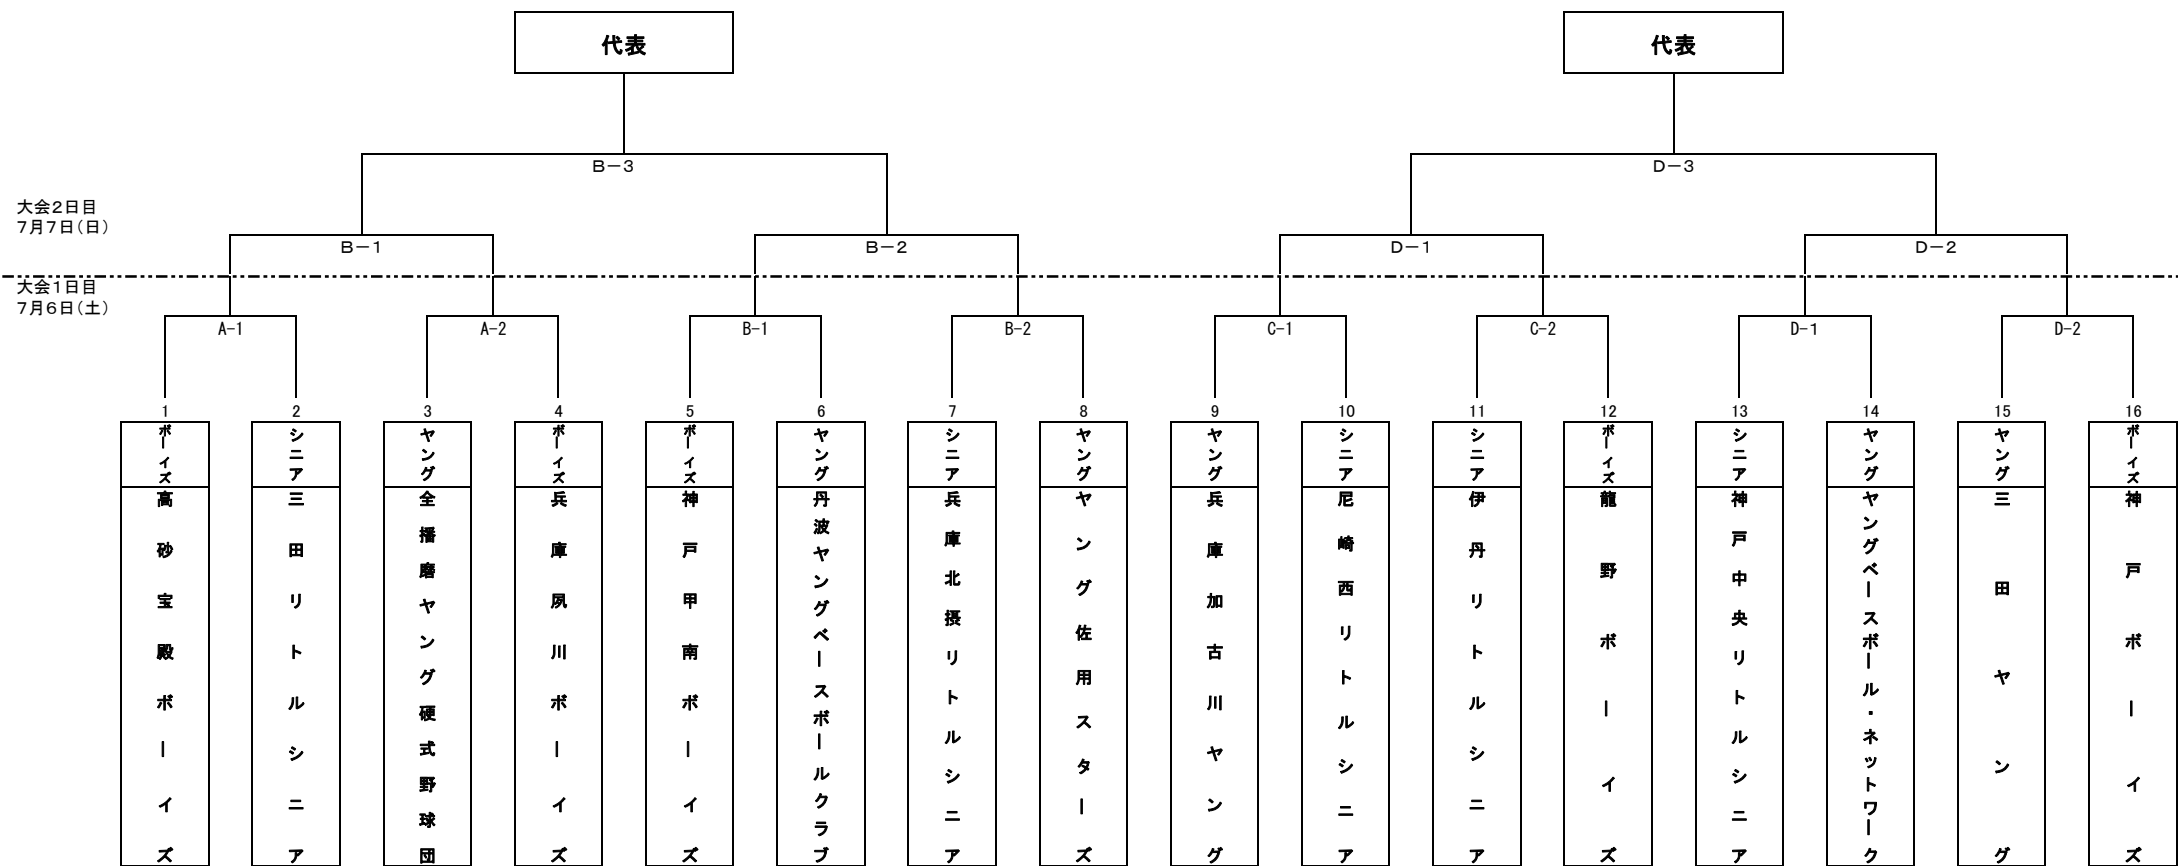 代表
代表
B－3
D－3
大会2日目
7月7日(日)
B－1
B－2
D－1
D－2
大会1日目
7月6日(土)
A-1
A-2
B-1
B-2
C-1
C-2
D-1
D-2
1
2
3
4
5
6
7
8
9
10
11
12
13
14
15
16
ボーイズ
シニア
ヤング
ボーイズ
ボーイズ
ヤング
シニア
ヤング
ヤング
シニア
シニア
ボーイズ
シニア
ヤング
ヤング
ボーイズ
高砂宝殿ボーイズ
三田リトルシニア
全播磨ヤング硬式野球団
兵庫夙川ボーイズ
神戸甲南ボーイズ
丹波ヤングベースボールクラブ
兵庫北摂リトルシニア
ヤング佐用スターズ
兵庫加古川ヤング
尼崎西リトルシニア
伊丹リトルシニア
龍野ボーイズ
神戸中央リトルシニア
ヤングベースボール・ネットワーク
三田ヤング
神戸ボーイズ